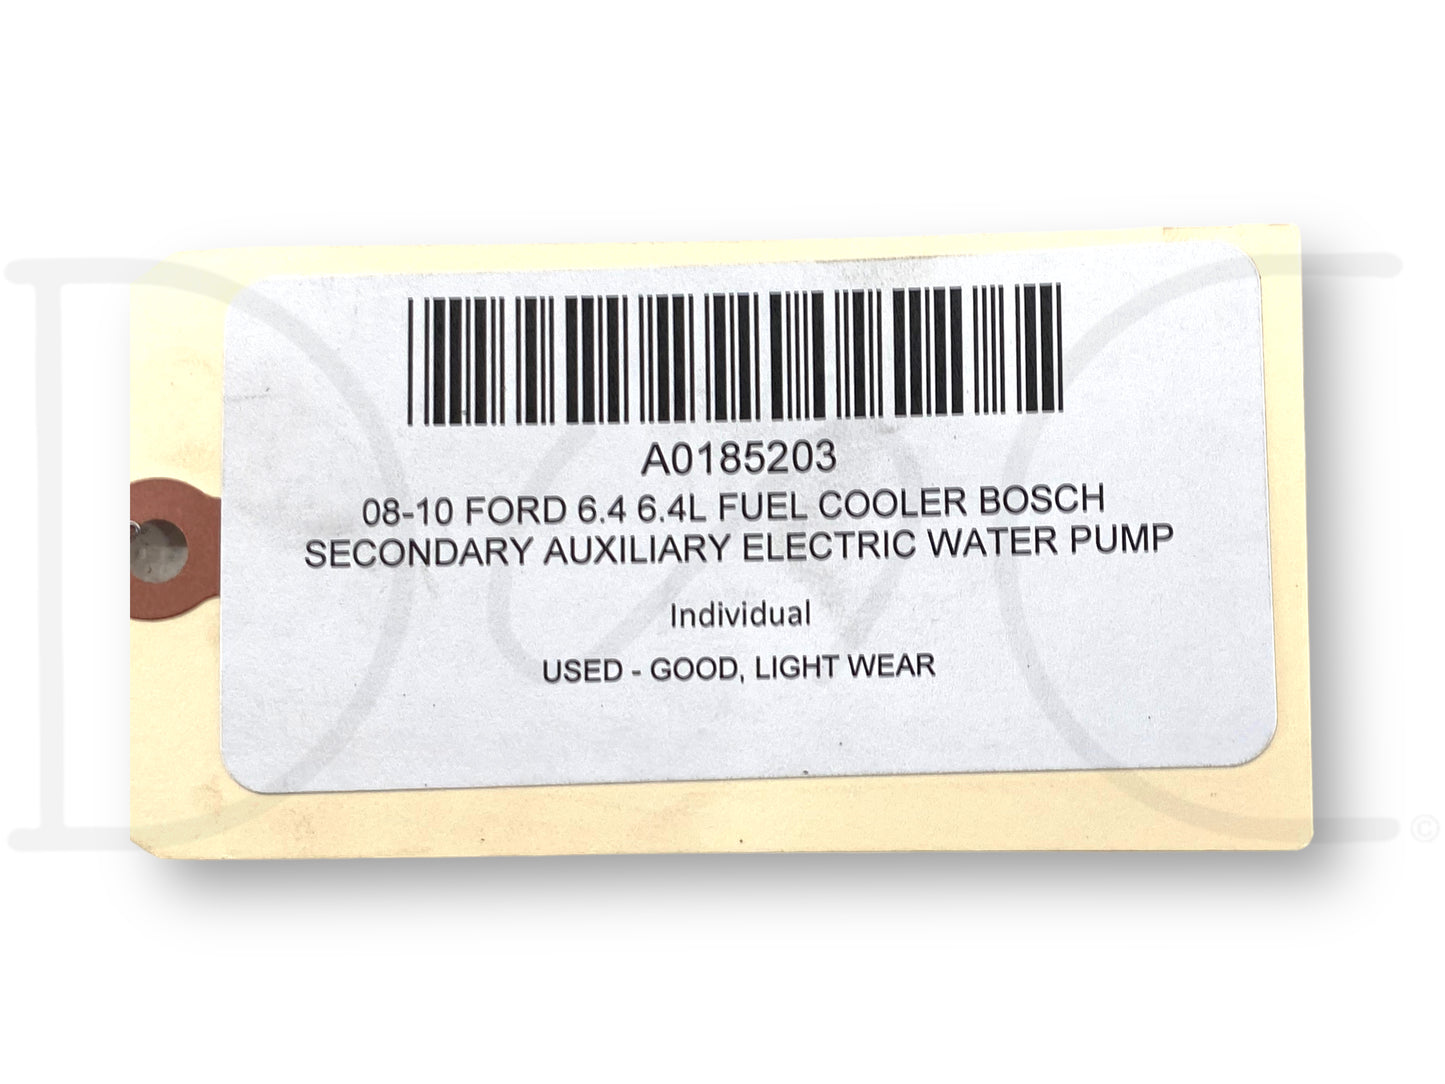 A0185203
08-10 FORD 6.4 6.4L FUEL COOLER BOSCH
SECONDARY AUXILIARY ELECTRIC WATER PUMP
Individual
USED - GOOD, LIGHT WEAR
©